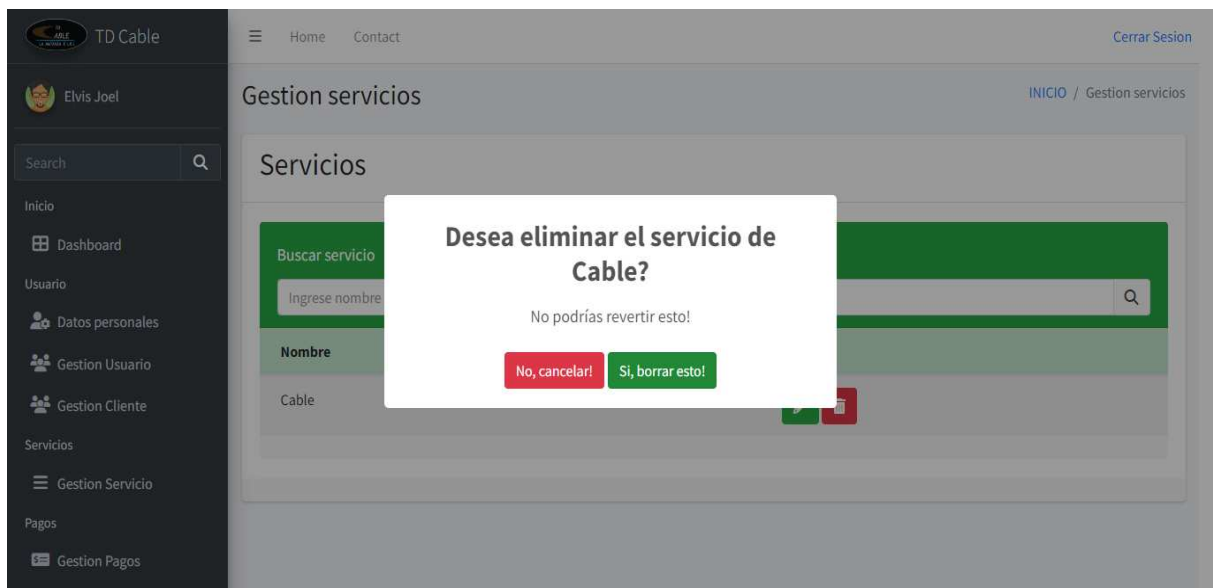 TD Cable
Home Contact
Cerrar Sesion
Elvis Joel
Gestion servicios
INICIO / Gestion servicios
Search
Servicios
Inicio
Dashboard
Desea eliminar el servicio de
Cable?
Buscar servicio
Usuario
Ingrese nombre
No podrías revertir esto!
Datos personales
Nombre
No, cancelar!
Si, borrar esto!
Gestion Usuario
Cable
Gestion Cliente
Servicios
Gestion Servicio
Pagos
Gestion Pagos